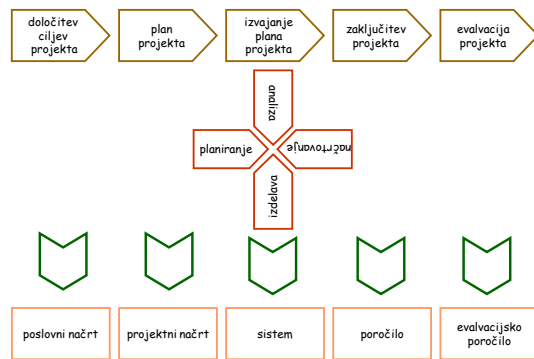 določitev
ciljev
projekta
plan
projekta
izvajanje
plana
projekta
zaključitev
projekta
evalvacija
projekta
analiza
planiranje
načrtovanje
izdelava
poslovni načrt
projektni načrt
sistem
poročilo
evalvacijsko
poročilo